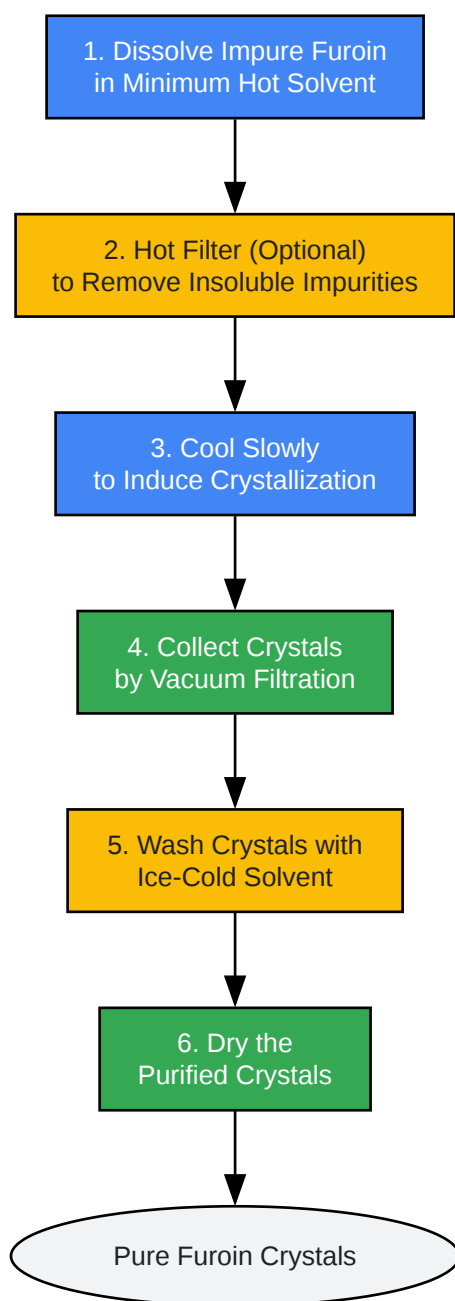 1. Dissolve Impure Furoin
in Minimum Hot Solvent
2. Hot Filter (Optional)
to Remove Insoluble Impurities
3. Cool Slowly
to Induce Crystallization
4. Collect Crystals
by Vacuum Filtration
5. Wash Crystals with
Ice-Cold Solvent
6. Dry the
Purified Crystals
Pure Furoin Crystals